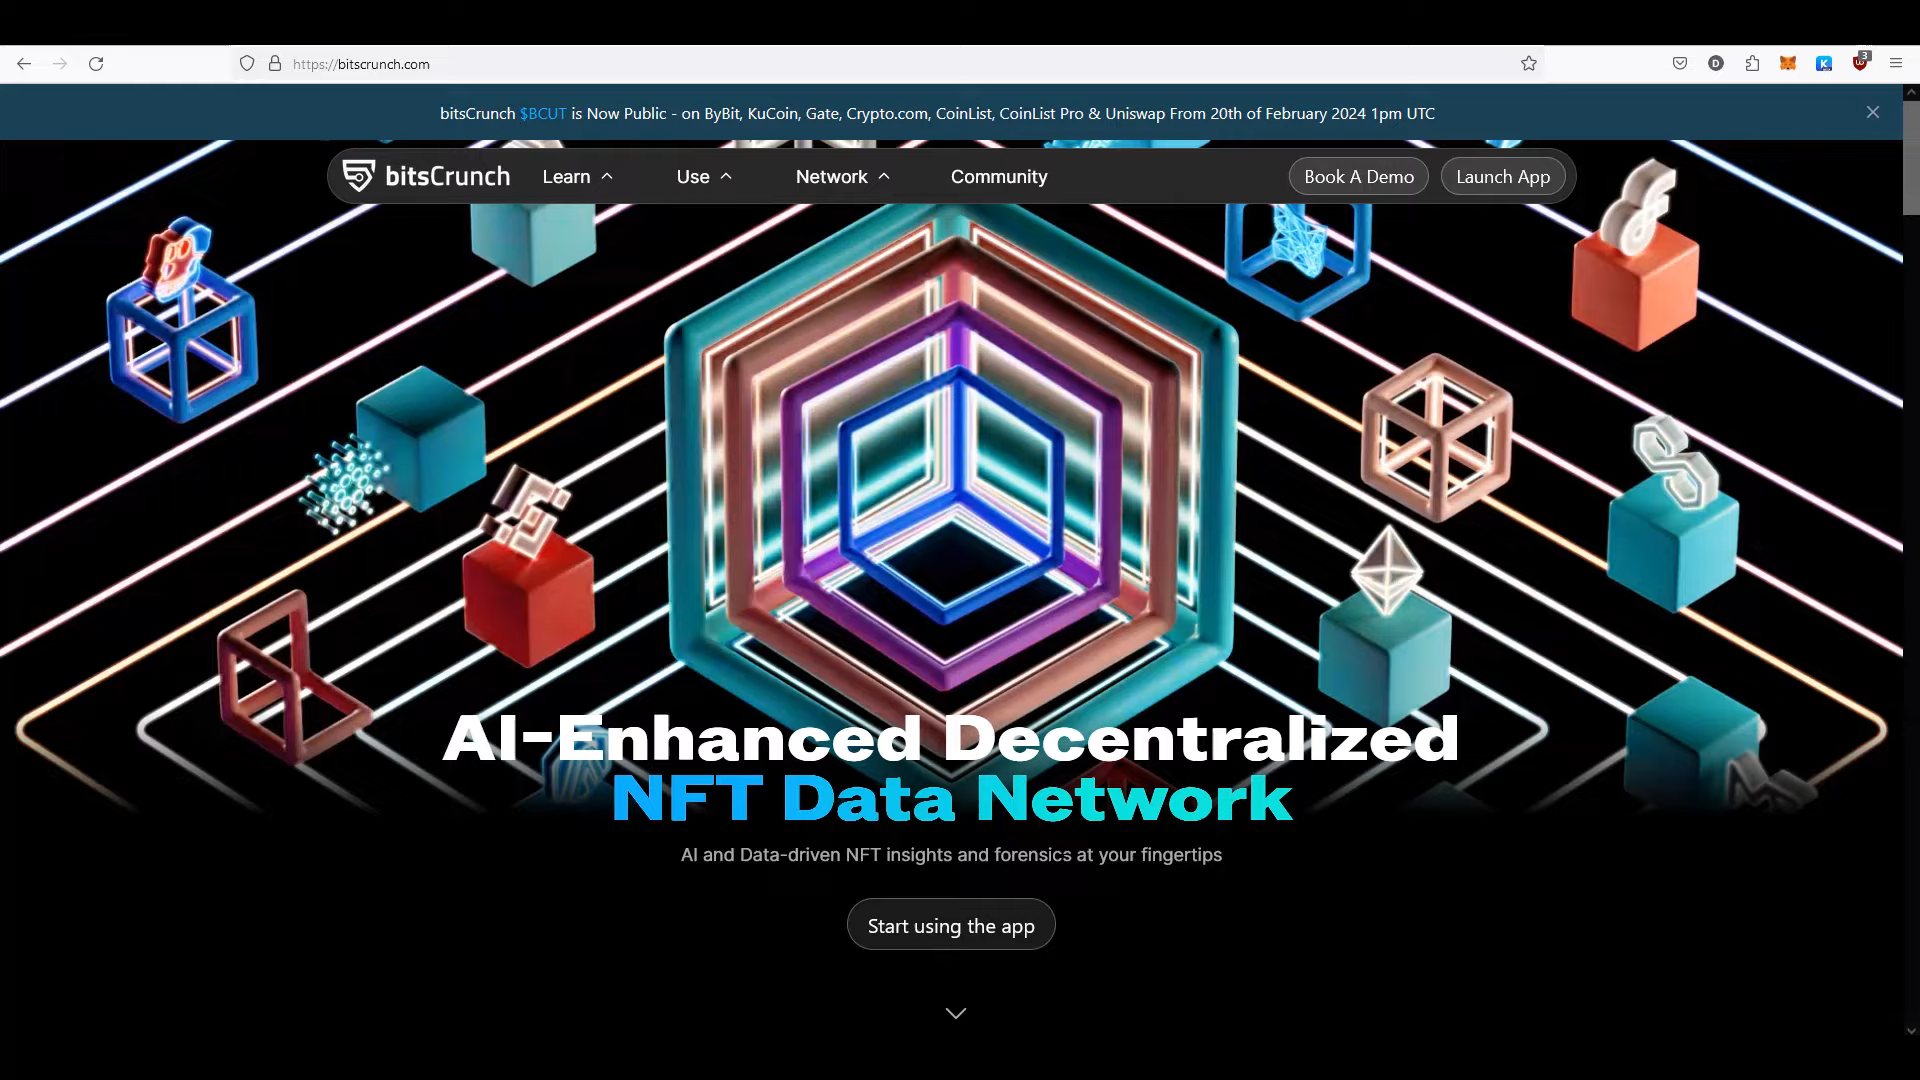 https://bitscrunch.com
3
bitsCrunch $BCUT is Now Public - on ByBit, KuCoin, Gate, Crypto.com, CoinList, CoinList Pro & Uniswap From 20th of February 2024 1pm UTC
bitsCrunch Learn Use Network Community Book A Demo Launch App
AI-Enhanced Decentralized
NFT Data Network
AI and Data-driven NFT insights and forensics at your fingertips
Start using the app